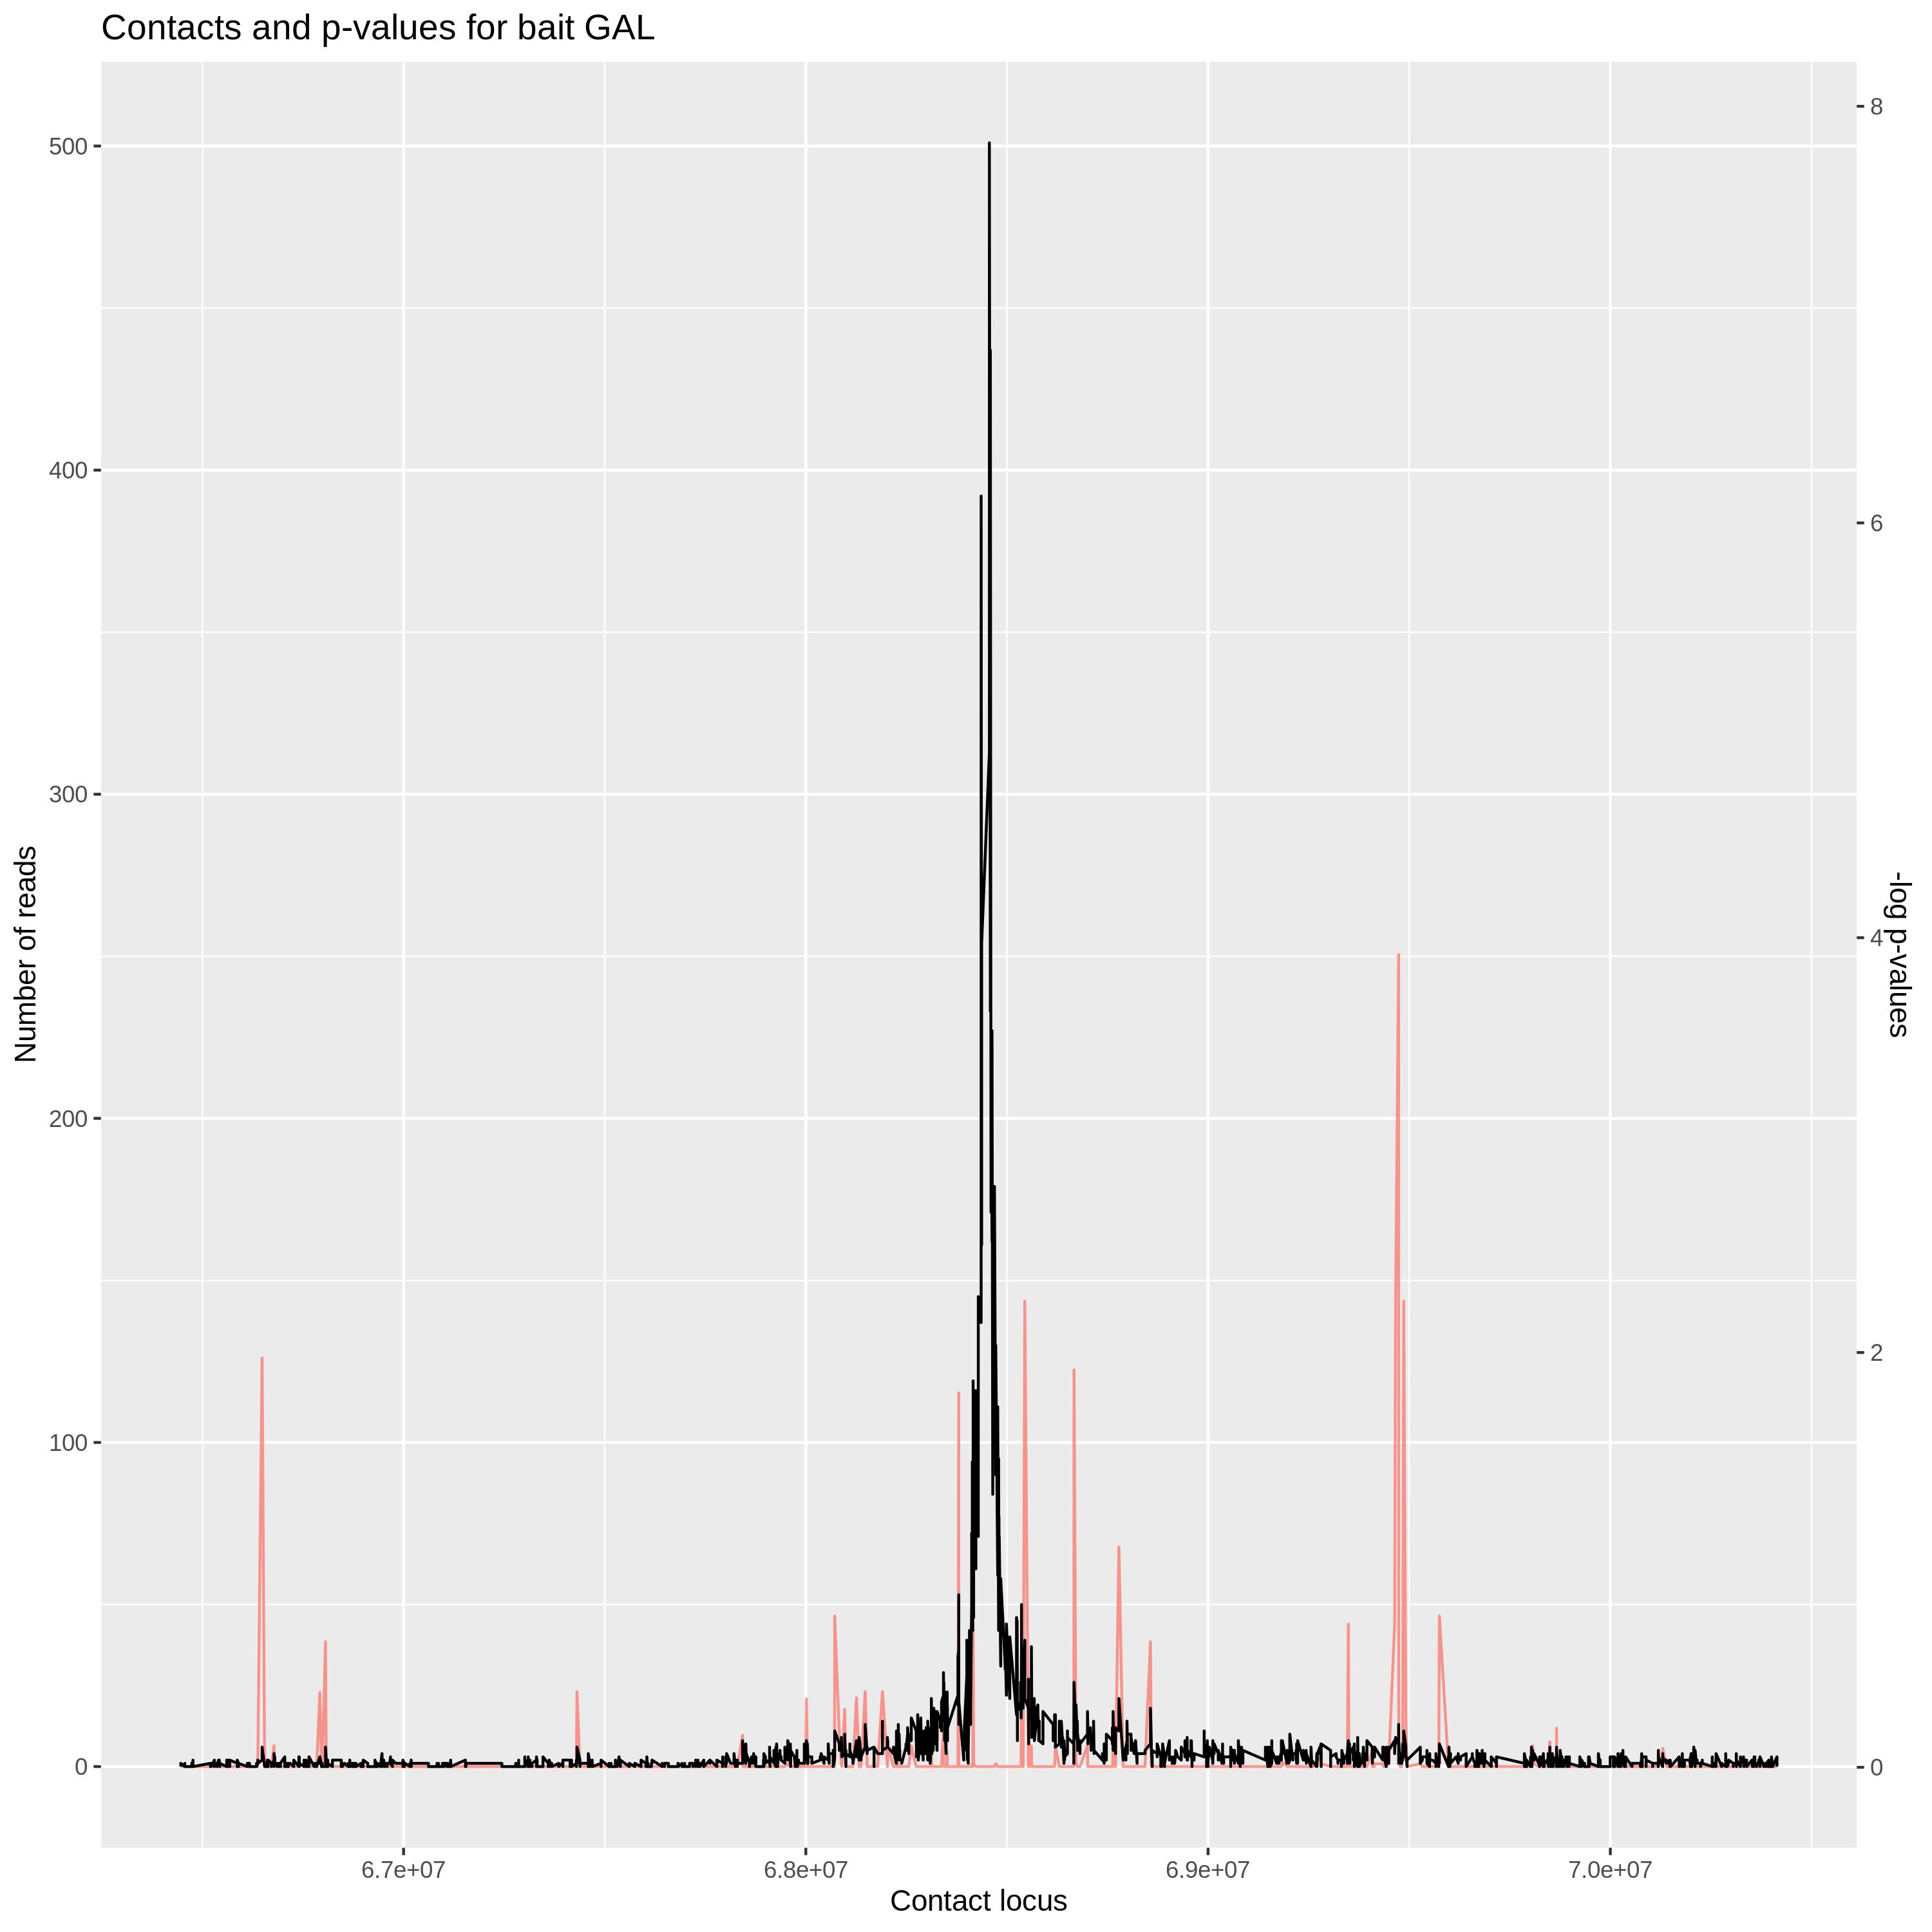 Contacts and p-values for bait GAL
500
400
300
200
100
0
Number of reads
8
6
4
2
0
-log p-values
6.7e+07
6.8e+07
6.9e+07
7.0e+07
Contact locus